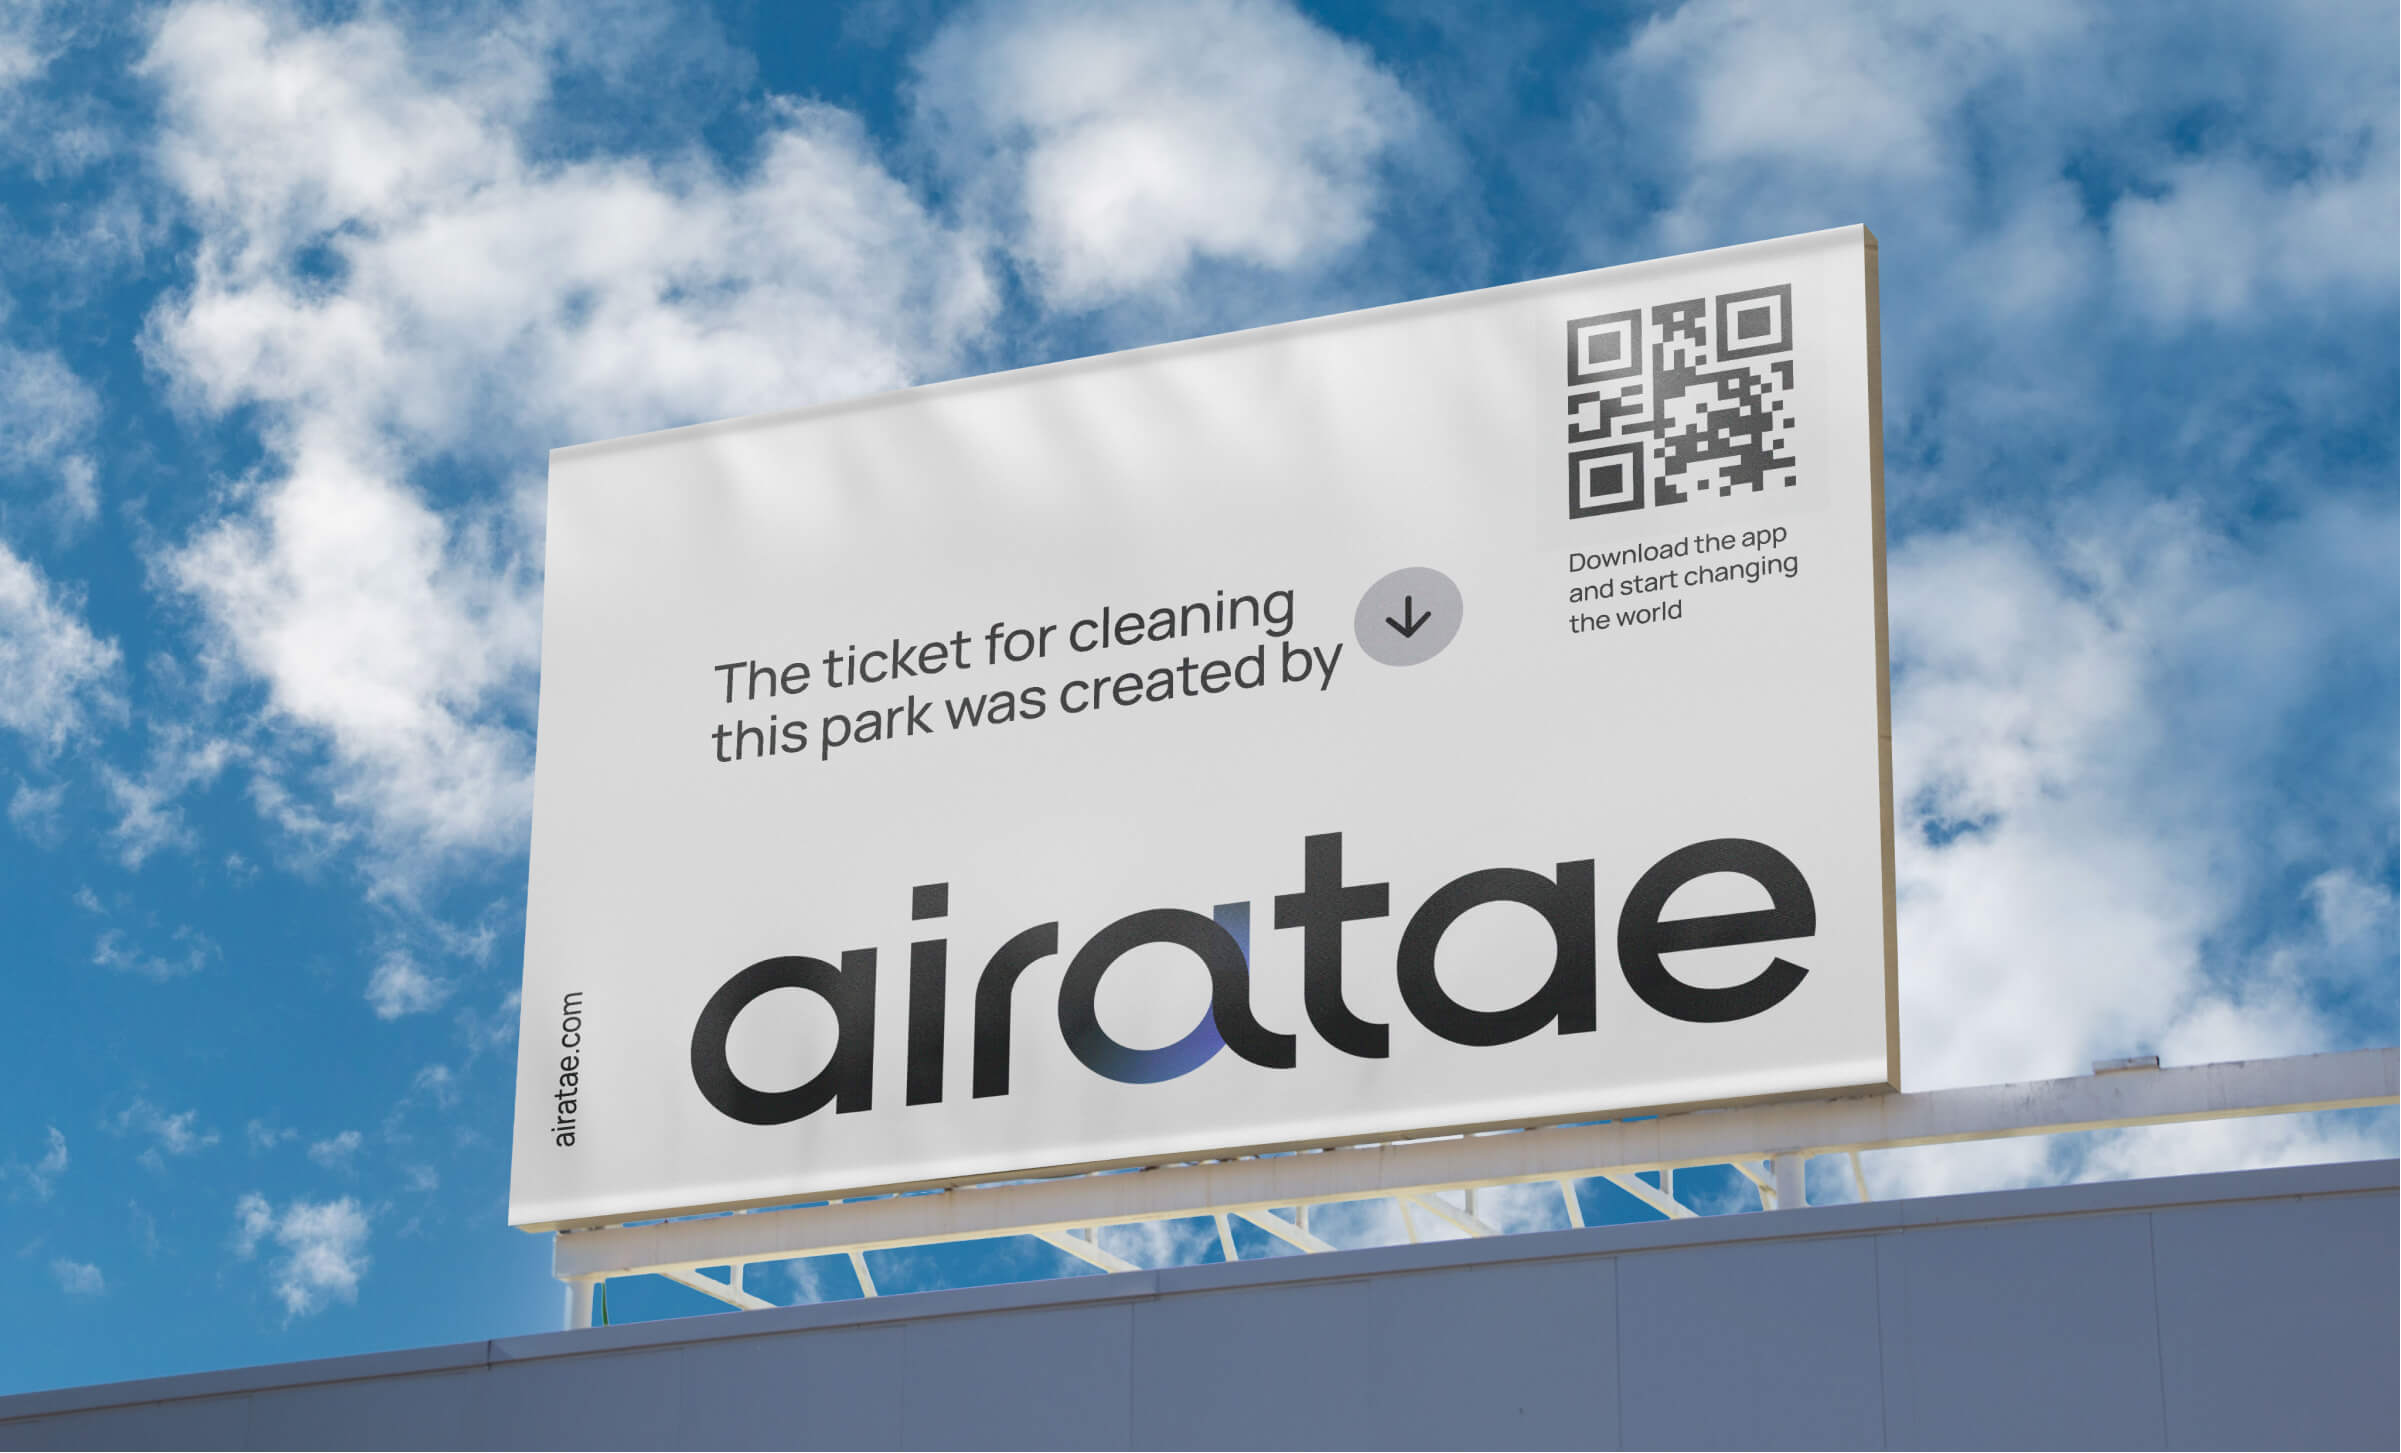 Download the app
and start changing
the world
The ticket for cleaning
this park was created by
airatae
airatae.com